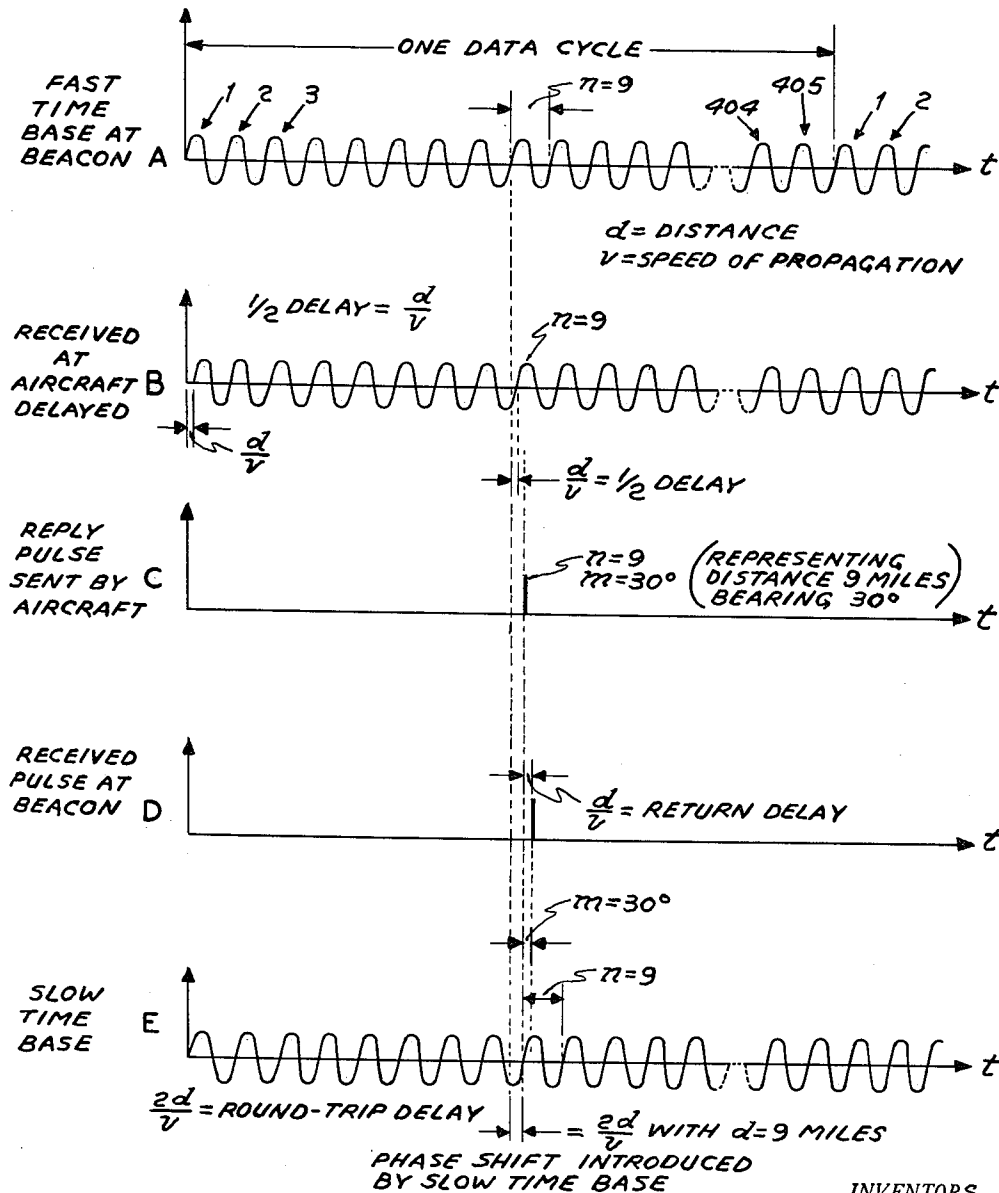 ONE DATA CYCLE
FAST
TIME
BASE AT
BEACON A
1 2 3
n=9
404 405 1 2
t
d= DISTANCE
v=SPEED OF PROPAGATION
RECEIVED
AT
AIRCRAFT
DELAYED
B
1/2 DELAY = d/v
n=9
t
d/v
d/v = 1/2 DELAY
REPLY
PULSE
SENT BY
AIRCRAFT
C
n=9
m=30°
(REPRESENTING
DISTANCE 9 MILES
BEARING 30°)
t
RECEIVED
PULSE AT
BEACON
D
d/v = RETURN DELAY
t
m=30°
n=9
SLOW
TIME
BASE
E
t
2d/v = ROUND-TRIP DELAY
= 2d/v WITH d=9 MILES
PHASE SHIFT INTRODUCED
BY SLOW TIME BASE
INVENTORS